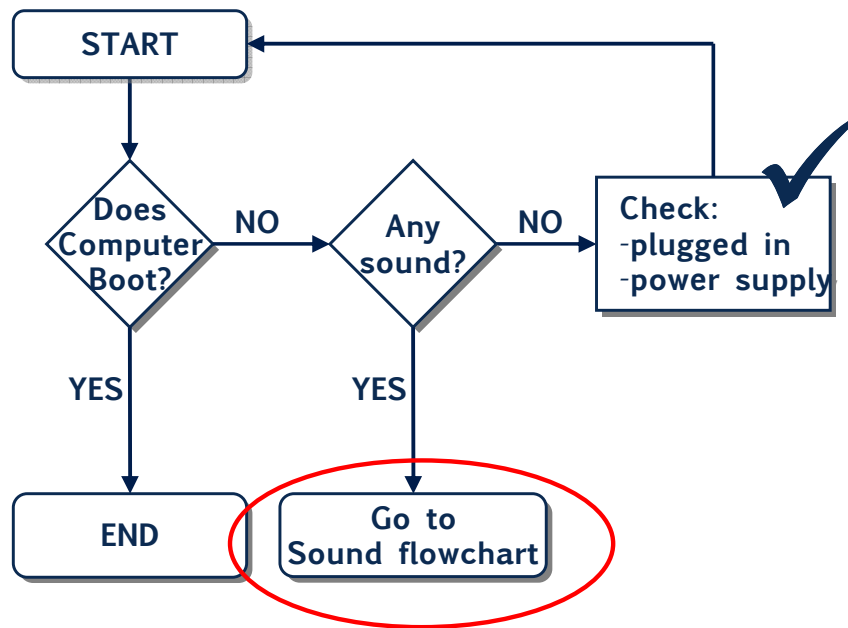 START
Does
Computer
Boot?
NO
Any
sound?
NO
Check:
-plugged in
-power supply
YES
YES
END
Go to
Sound flowchart